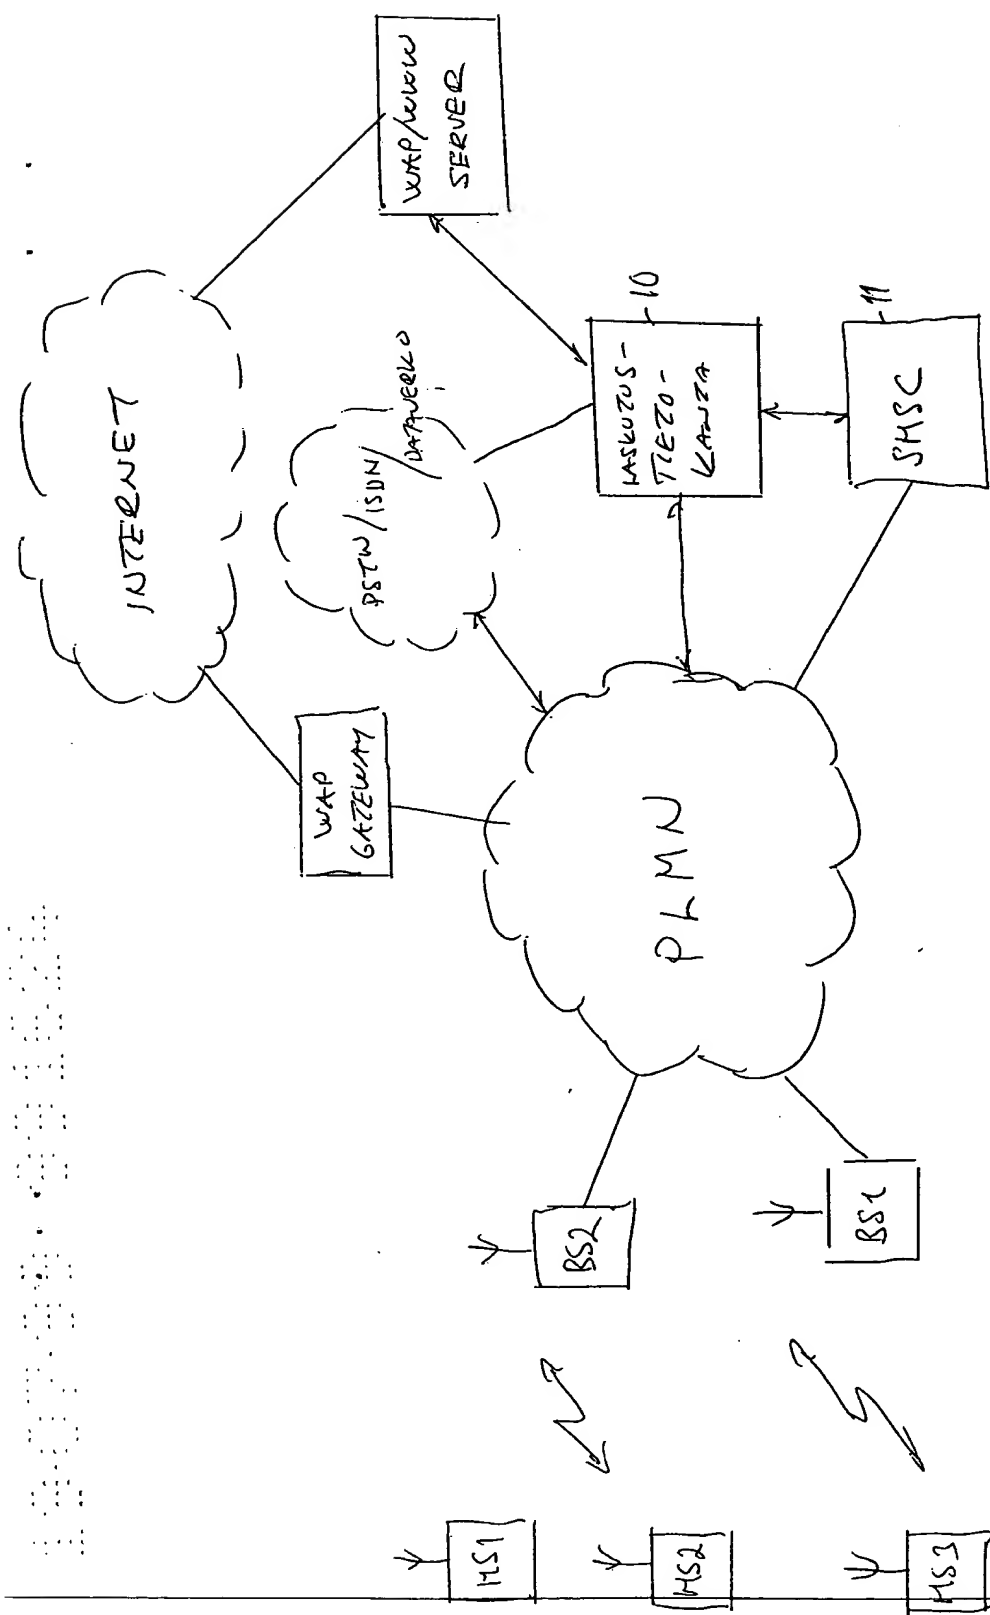 INTERNET
WAP/WWW
SERVER
WAP
GATEWAY
PSTN/ISDN/
DATAVERKO
LASKUTUS-
TIETO-
KANTA
10
PLMN
SMSC
11
BS2
BS1
MS1
MS2
MS3